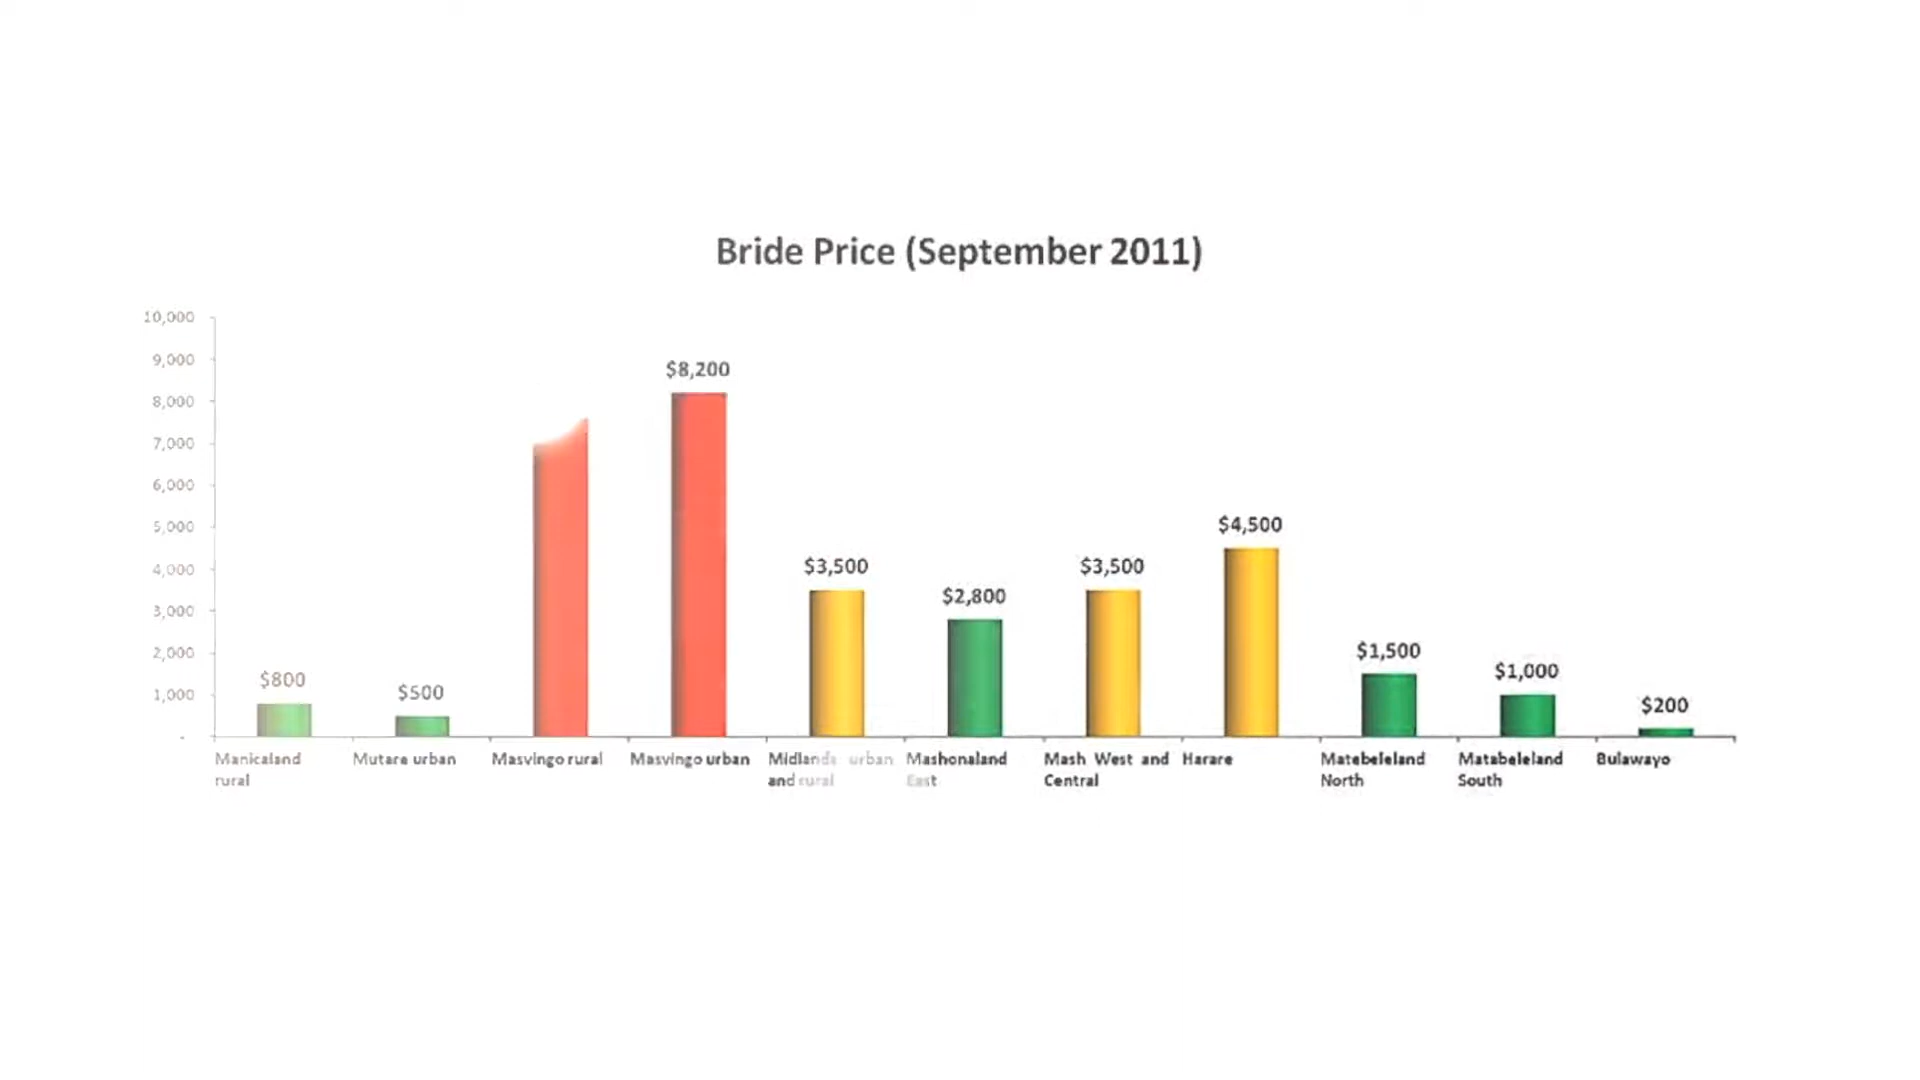 Bride Price (September 2011)
10,000
9,000
8,000
7,000
6,000
5,000
4,000
3,000
2,000
1,000
-
$800
$500
$8,200
$3,500
$2,800
$3,500
$4,500
$1,500
$1,000
$200
Manicaland
rural
Mutare urban
Masvingo rural
Masvingo urban
Midlands urban
and rural
Mashonaland
East
Mash West and
Central
Harare
Matebeleland
North
Matabeleland
South
Bulawayo